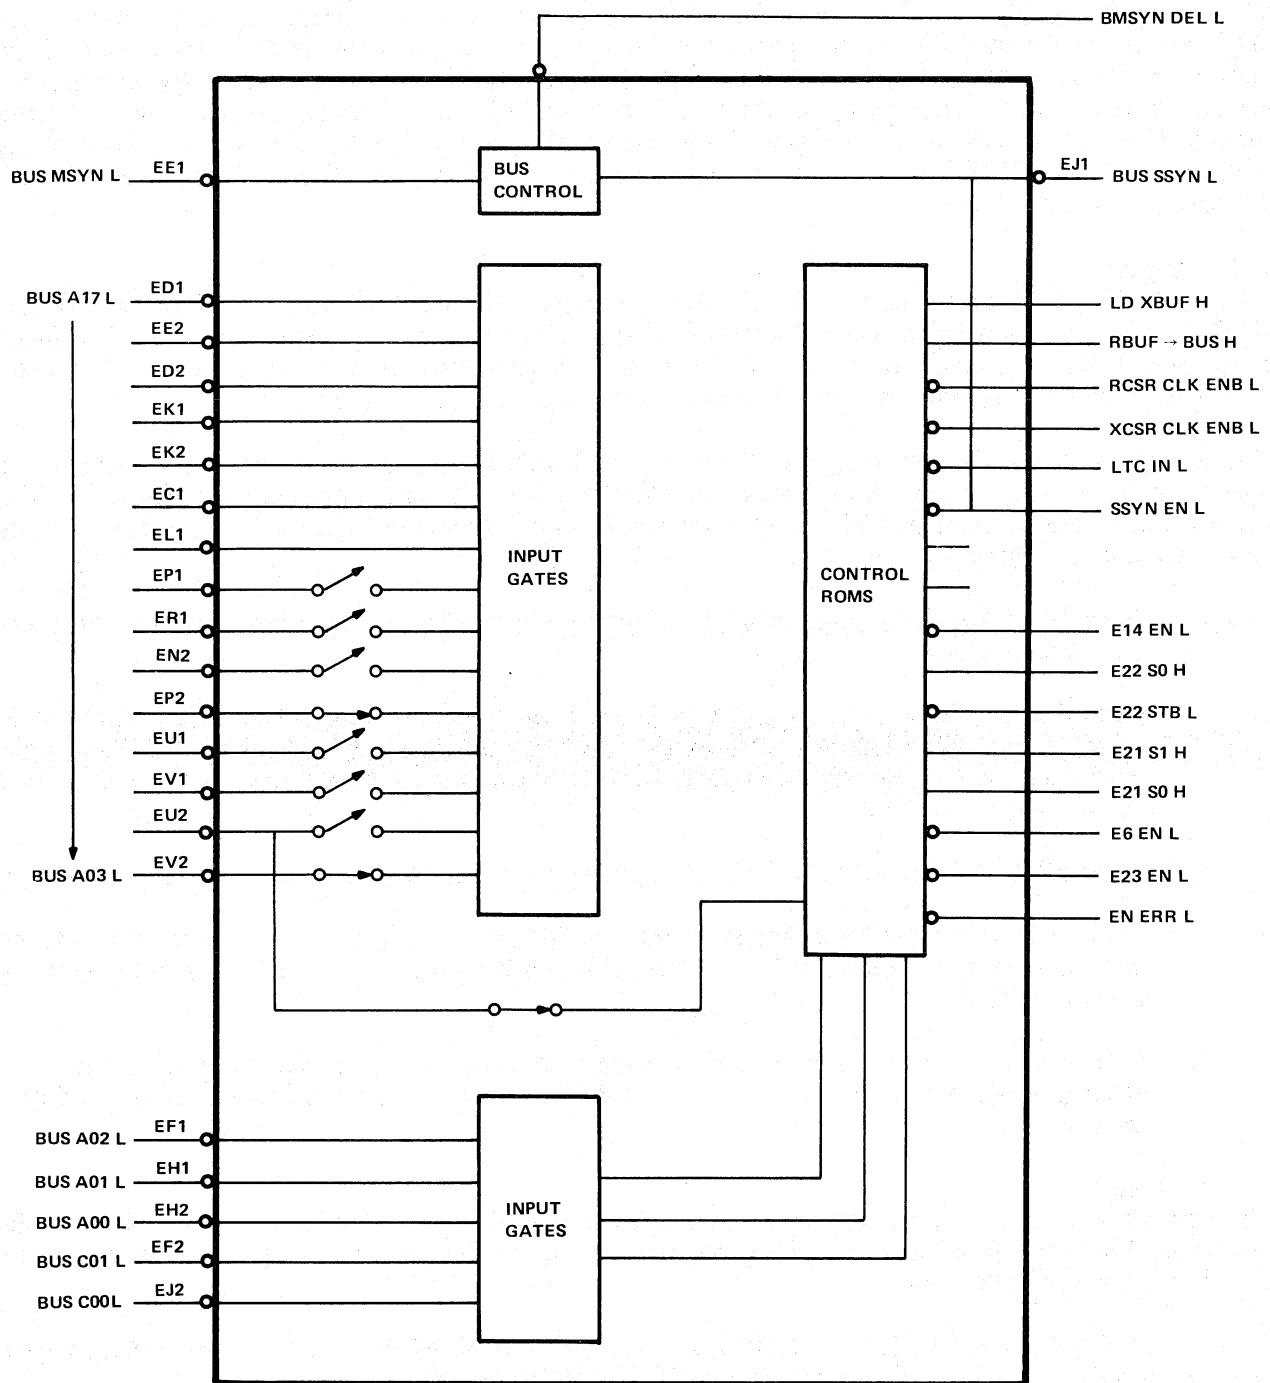 BMSYN DEL L
BUS MSYN L
EE1
BUS
CONTROL
EJ1
BUS SSYN L
BUS A17 L
ED1
EE2
ED2
EK1
EK2
EC1
EL1
EP1
ER1
EN2
EP2
EU1
EV1
EU2
EV2
BUS A03 L
INPUT
GATES
CONTROL
ROMS
LD XBUF H
RBUF → BUS H
RCSR CLK ENB L
XCSR CLK ENB L
LTC IN L
SSYN EN L
E14 EN L
E22 S0 H
E22 STB L
E21 S1 H
E21 S0 H
E6 EN L
E23 EN L
EN ERR L
BUS A02 L
EF1
BUS A01 L
EH1
BUS A00 L
EH2
BUS C01 L
EF2
BUS C00L
EJ2
INPUT
GATES